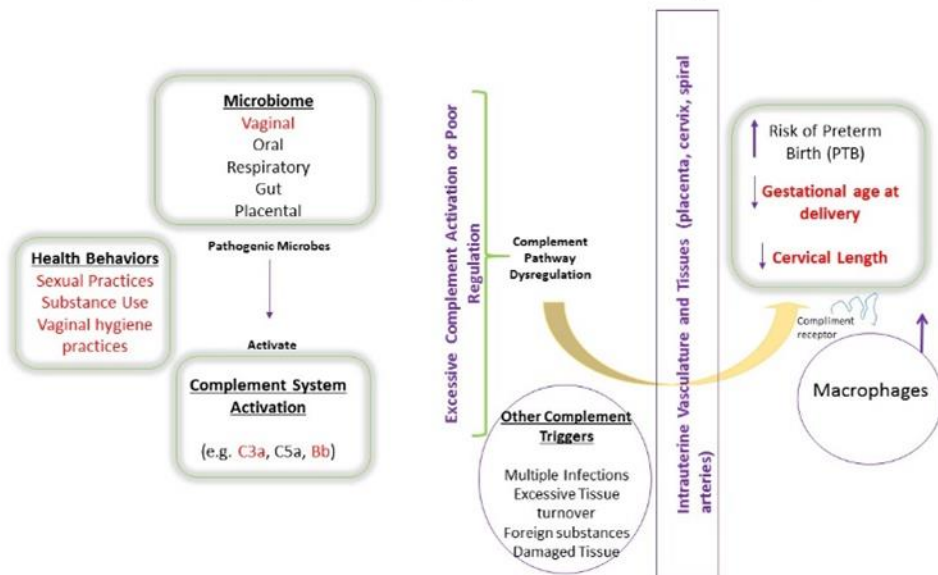 Microbiome
Vaginal
Oral
Respiratory
Gut
Placental
Pathogenic Microbes
Health Behaviors
Sexual Practices
Substance Use
Vaginal hygiene
practices
Activate
Complement System
Activation
(e.g. C3a, C5a, Bb)
Excessive Complement Activation or Poor
Regulation
Complement
Pathway
Dysregulation
Other Complement
Triggers
Multiple Infections
Excessive Tissue
turnover
Foreign substances
Damaged Tissue
Intrauterine Vasculature and Tissues (placenta, cervix, spiral
arteries)
Risk of Preterm
Birth (PTB)
Gestational age at
delivery
Cervical Length
Compliment
receptor
Macrophages